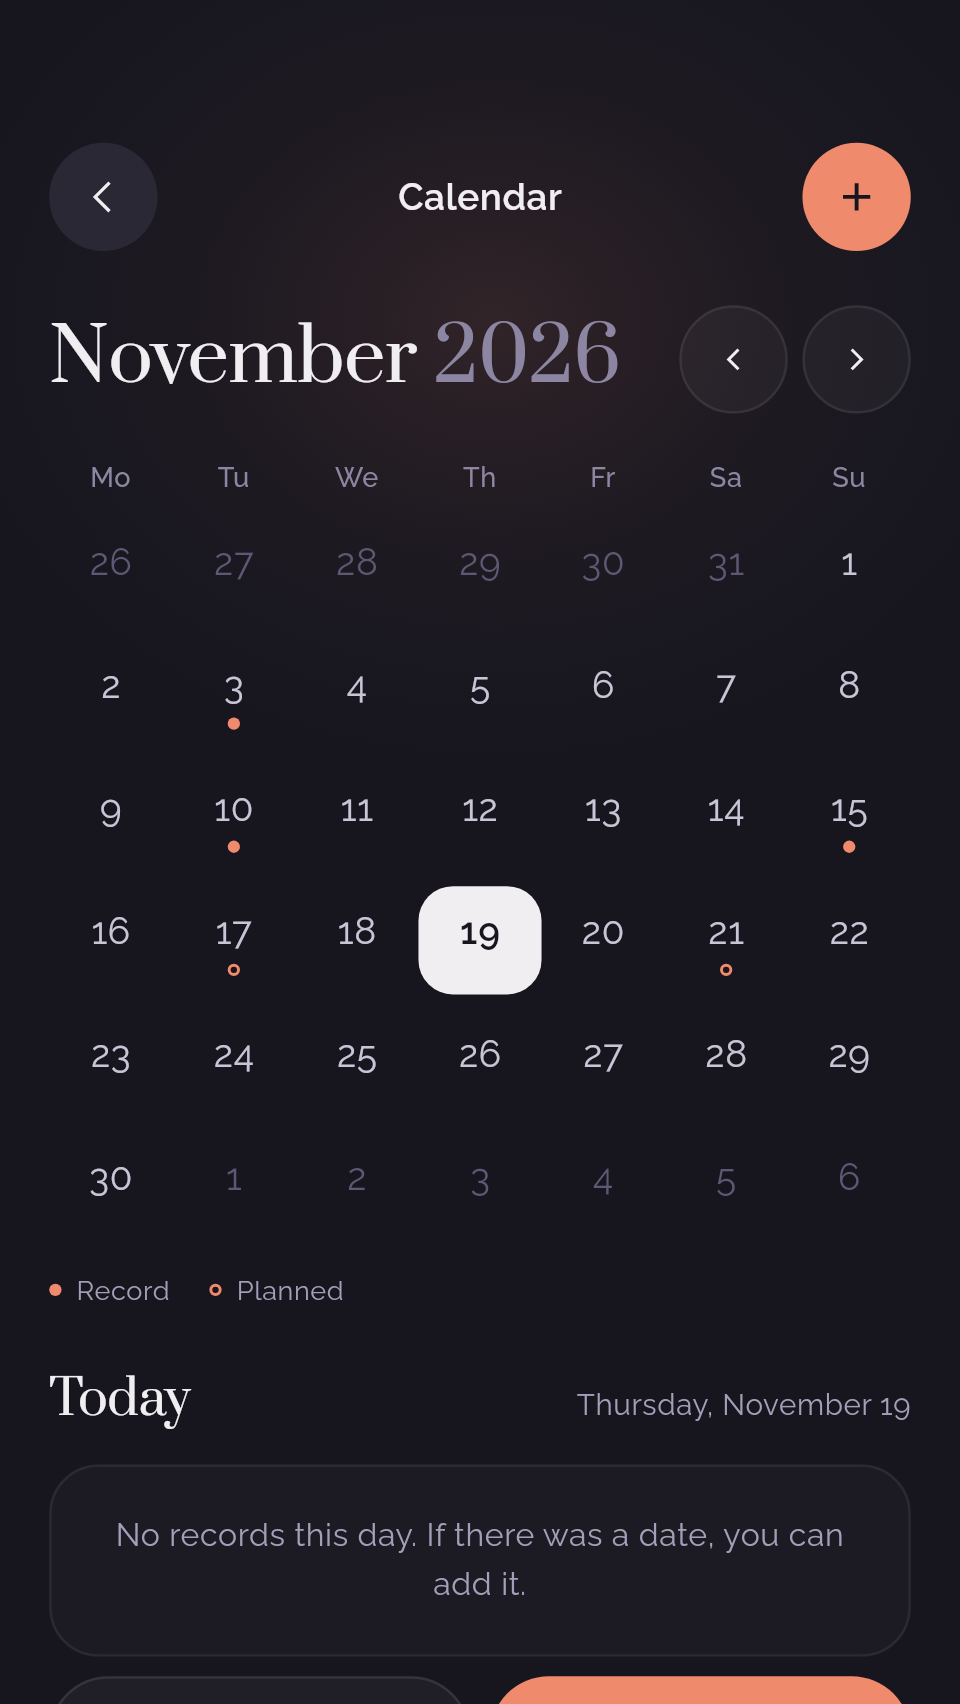 Calendar
November 2026
Mo Tu We Th Fr Sa Su
26 27 28 29 30 31 1
2 3 4 5 6 7 8
9 10 11 12 13 14 15
16 17 18 19 20 21 22
23 24 25 26 27 28 29
30 1 2 3 4 5 6
Record Planned
Today Thursday, November 19
No records this day. If there was a date, you can
add it.